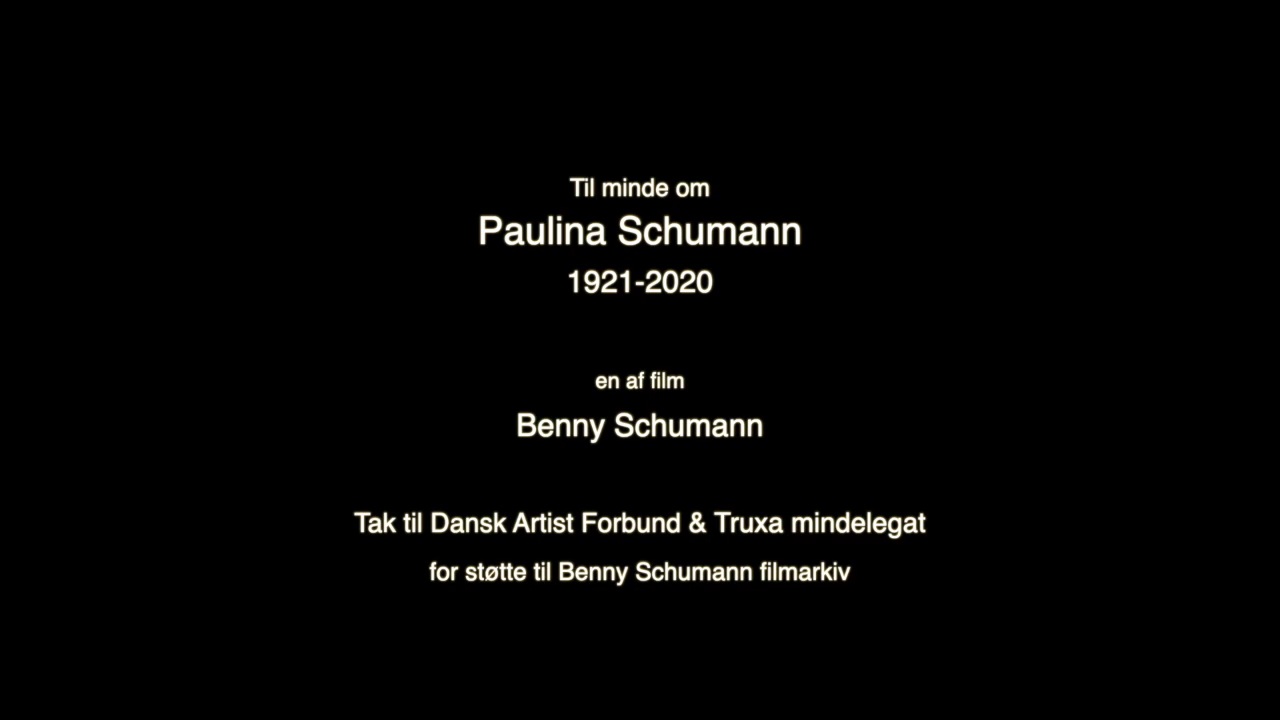 Til minde om
Paulina Schumann
1921-2020
en af film
Benny Schumann
Tak til Dansk Artist Forbund & Truxa mindelegat
for støtte til Benny Schumann filmarkiv